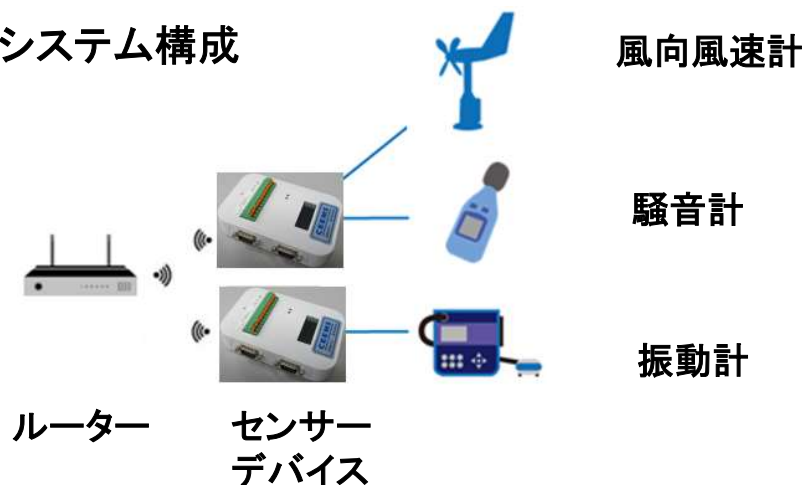 システム構成
風向風速計
騒音計
振動計
ルーター
センサー
デバイス